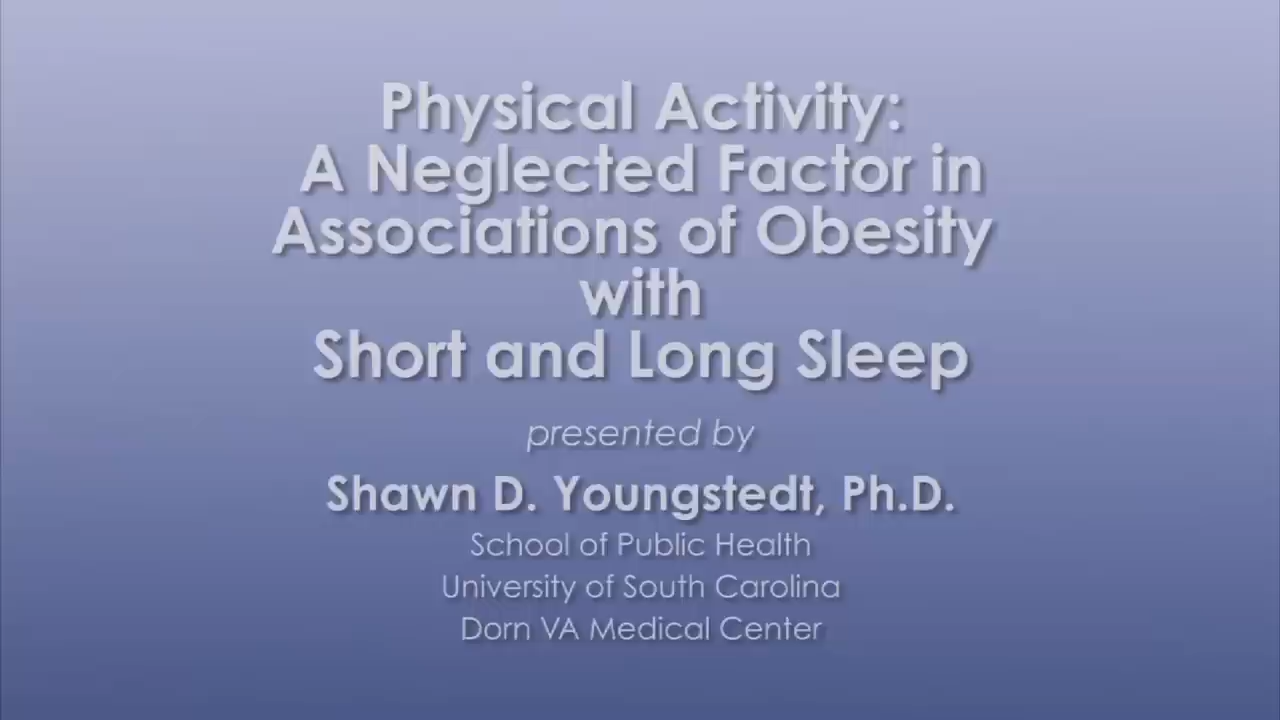 Physical Activity:
A Neglected Factor in
Associations of Obesity
with
Short and Long Sleep
presented by
Shawn D. Youngstedt, Ph.D.
School of Public Health
University of South Carolina
Dorn VA Medical Center